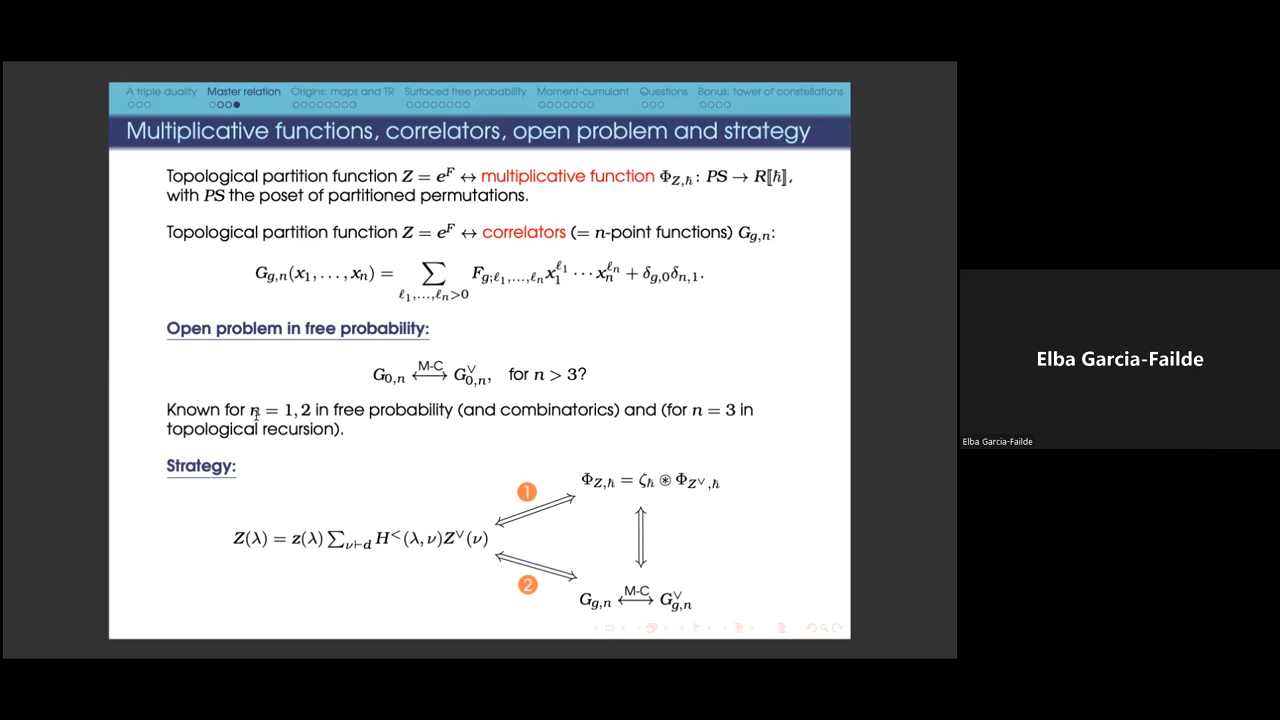 A triple duality Master relation Origins: maps and TR Surfaced free probability Moment-cumulant Questions Bonus: tower of constellations
Multiplicative functions, correlators, open problem and strategy
Topological partition function Z = e^F ↔ multiplicative function Φ_{Z,ħ} : PS → R⟦ħ⟧,
with PS the poset of partitioned permutations.
Topological partition function Z = e^F ↔ correlators (= n-point functions) G_{g,n}:
G_{g,n}(x_1, . . . , x_n) = ∑_{ℓ_1,...,ℓ_n>0} F_{g;ℓ_1,...,ℓ_n} x_1^{ℓ_1} ⋯ x_n^{ℓ_n} + δ_{g,0}δ_{n,1}.
Open problem in free probability:
G_{0,n} ⟷^{M-C} G^∨_{0,n}, for n > 3?
Known for n = 1, 2 in free probability (and combinatorics) and (for n = 3 in
topological recursion).
Strategy:
1 Φ_{Z,ħ} = ζ_ħ ⊛ Φ_{Z^∨,ħ}
Z(λ) = z(λ) ∑_{ν⊢d} H^<(λ, ν)Z^∨(ν)
2 G_{g,n} ⟷^{M-C} G^∨_{g,n}
Elba Garcia-Failde
Elba Garcia-Failde